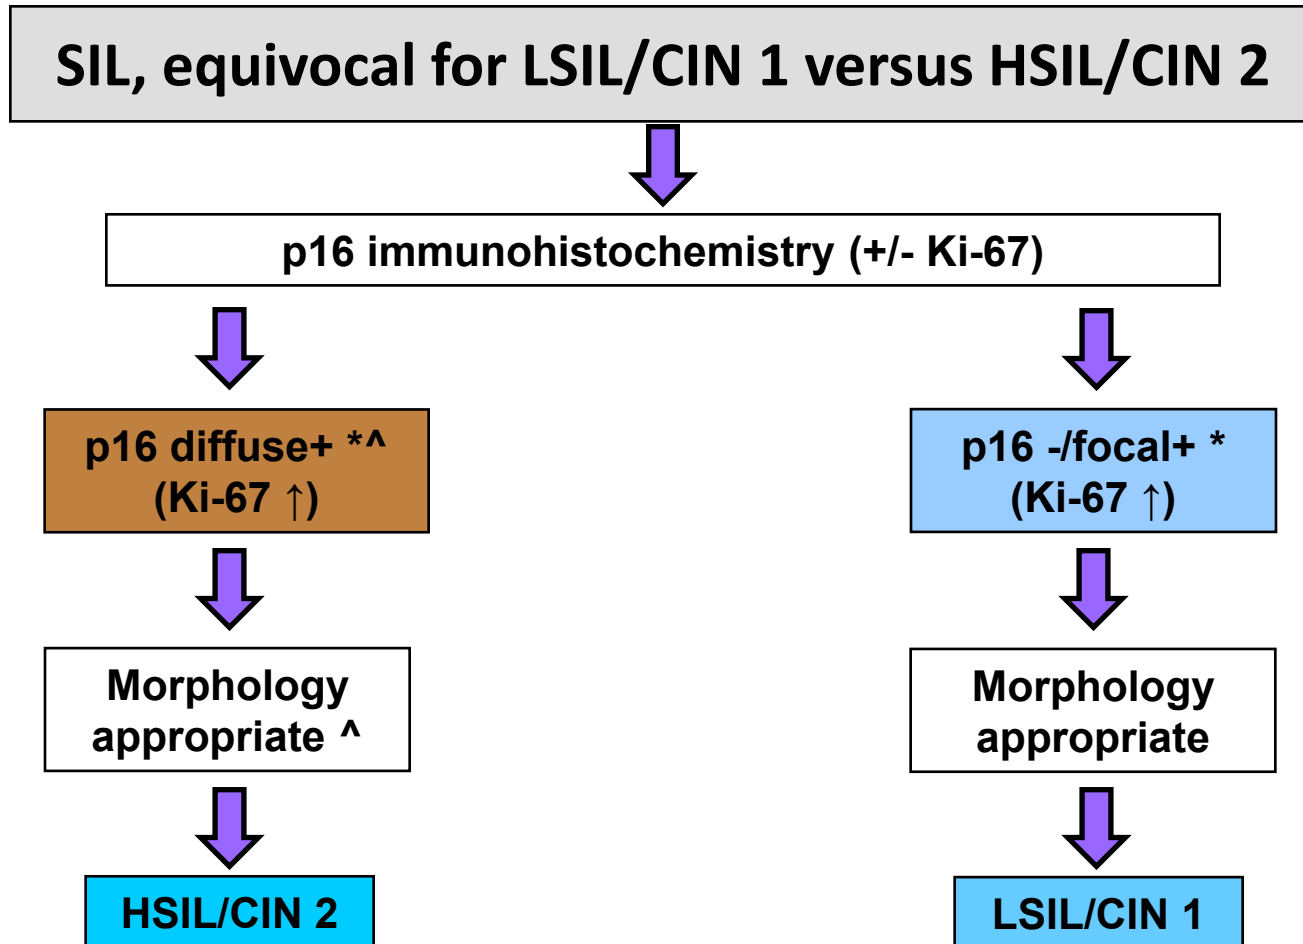 SIL, equivocal for LSIL/CIN 1 versus HSIL/CIN 2
p16 immunohistochemistry (+/- Ki-67)
p16 diffuse+ *^
(Ki-67 ↑)
p16 -/focal+ *
(Ki-67 ↑)
Morphology
appropriate ^
Morphology
appropriate
HSIL/CIN 2
LSIL/CIN 1